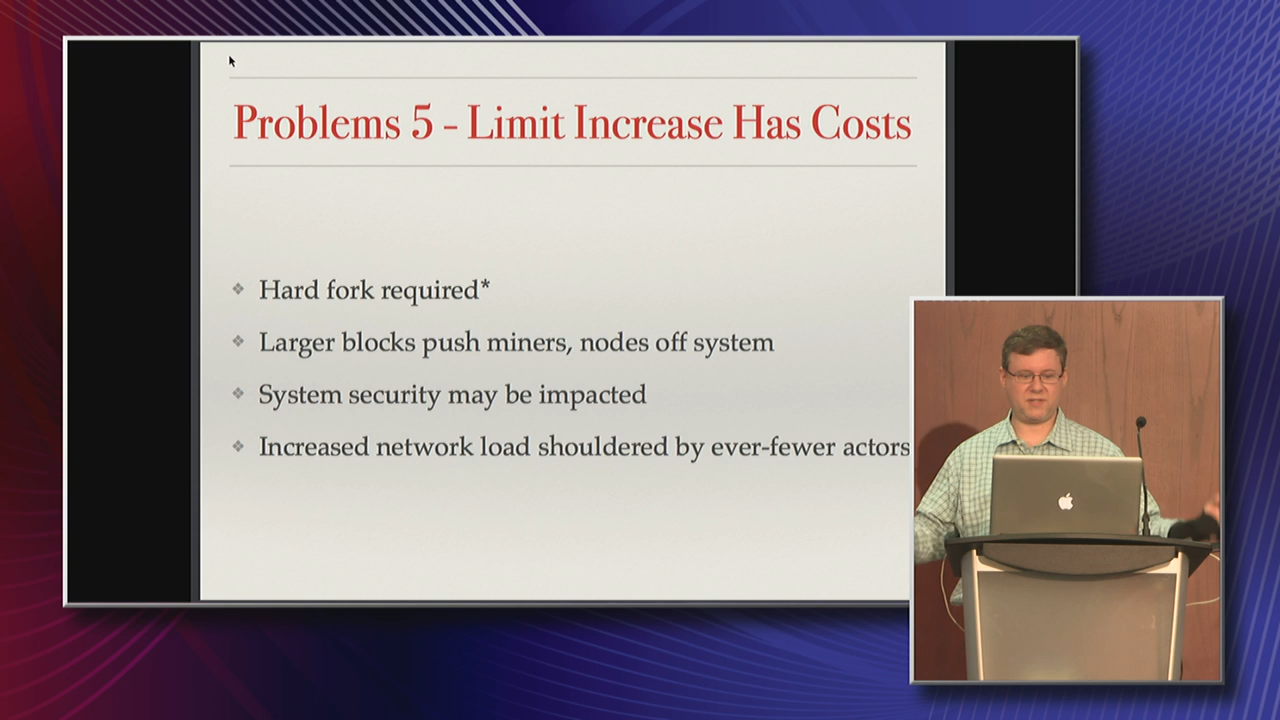 Problems 5 - Limit Increase Has Costs
Hard fork required*
Larger blocks push miners, nodes off system
System security may be impacted
Increased network load shouldered by ever-fewer actors